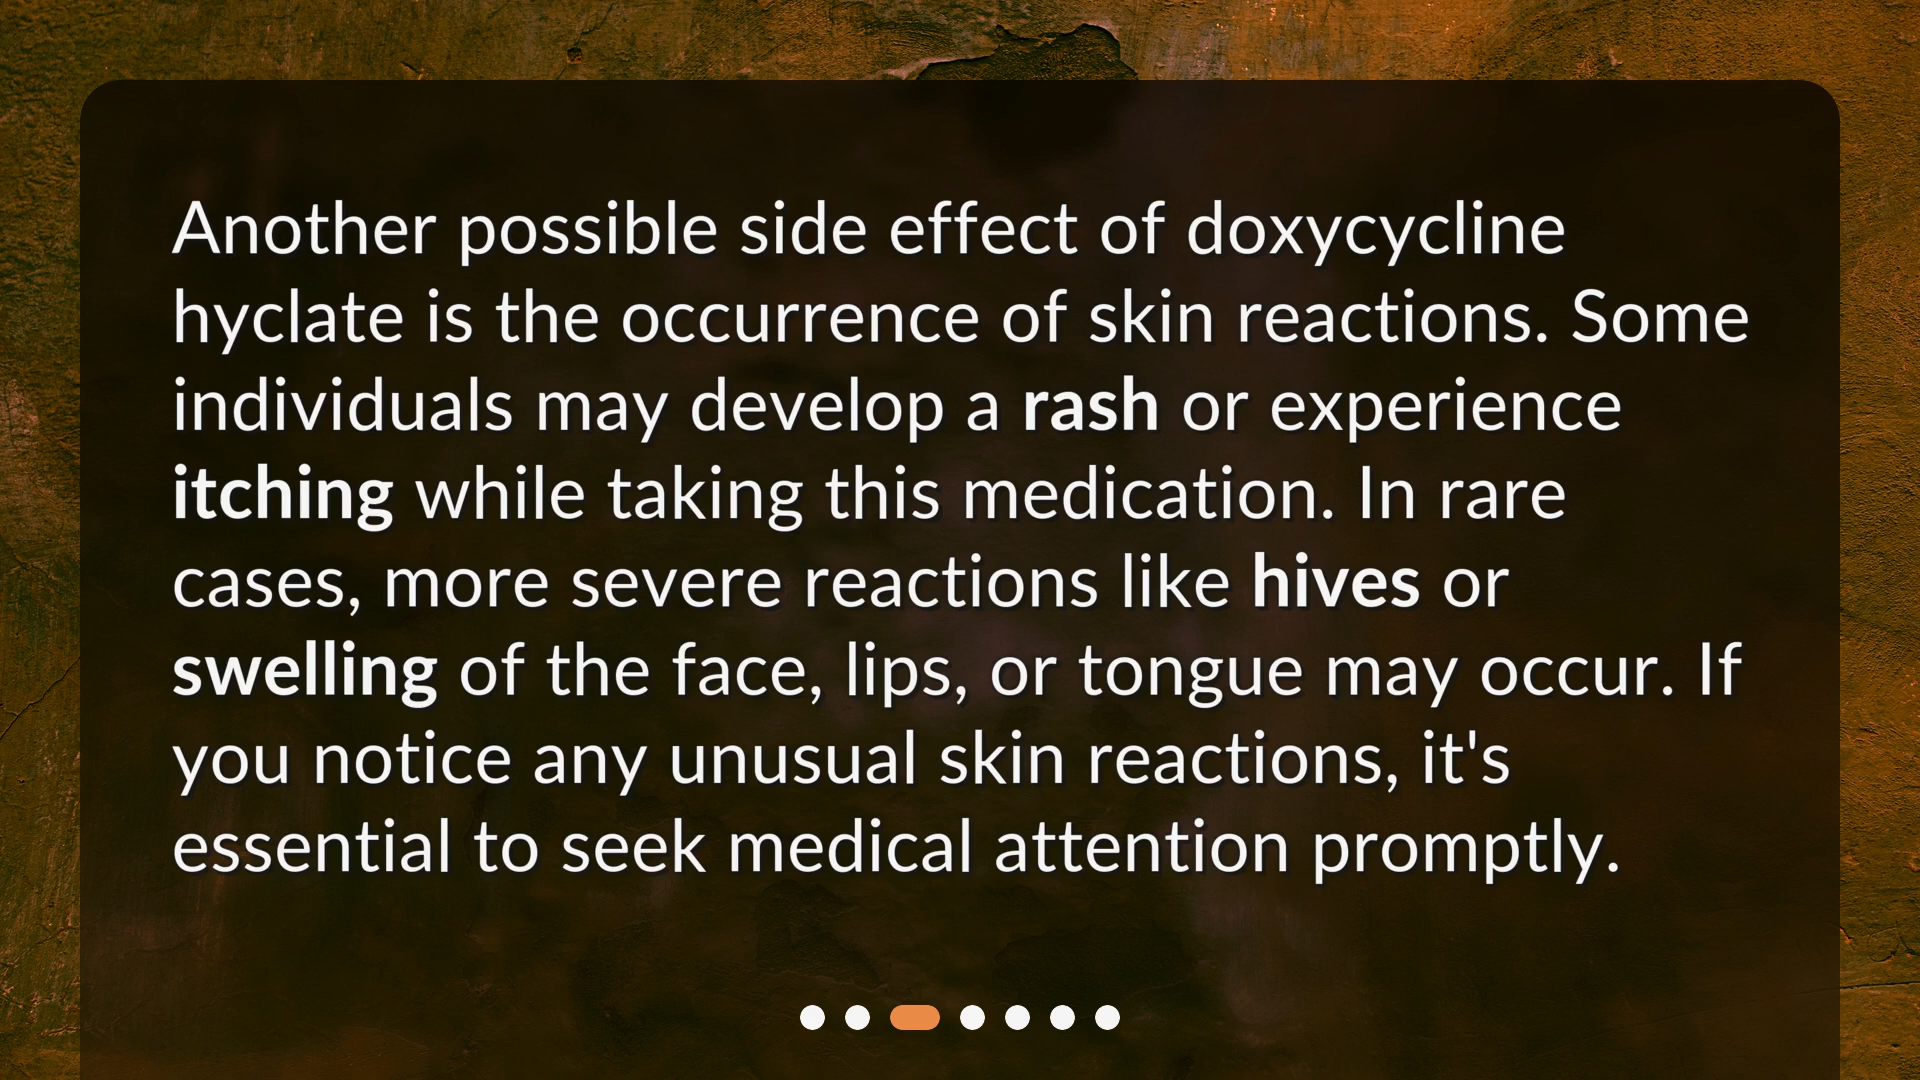 Another possible side effect of doxycycline
hyclate is the occurrence of skin reactions. Some
individuals may develop a rash or experience
itching while taking this medication. In rare
cases, more severe reactions like hives or
swelling of the face, lips, or tongue may occur. If
you notice any unusual skin reactions, it's
essential to seek medical attention promptly.